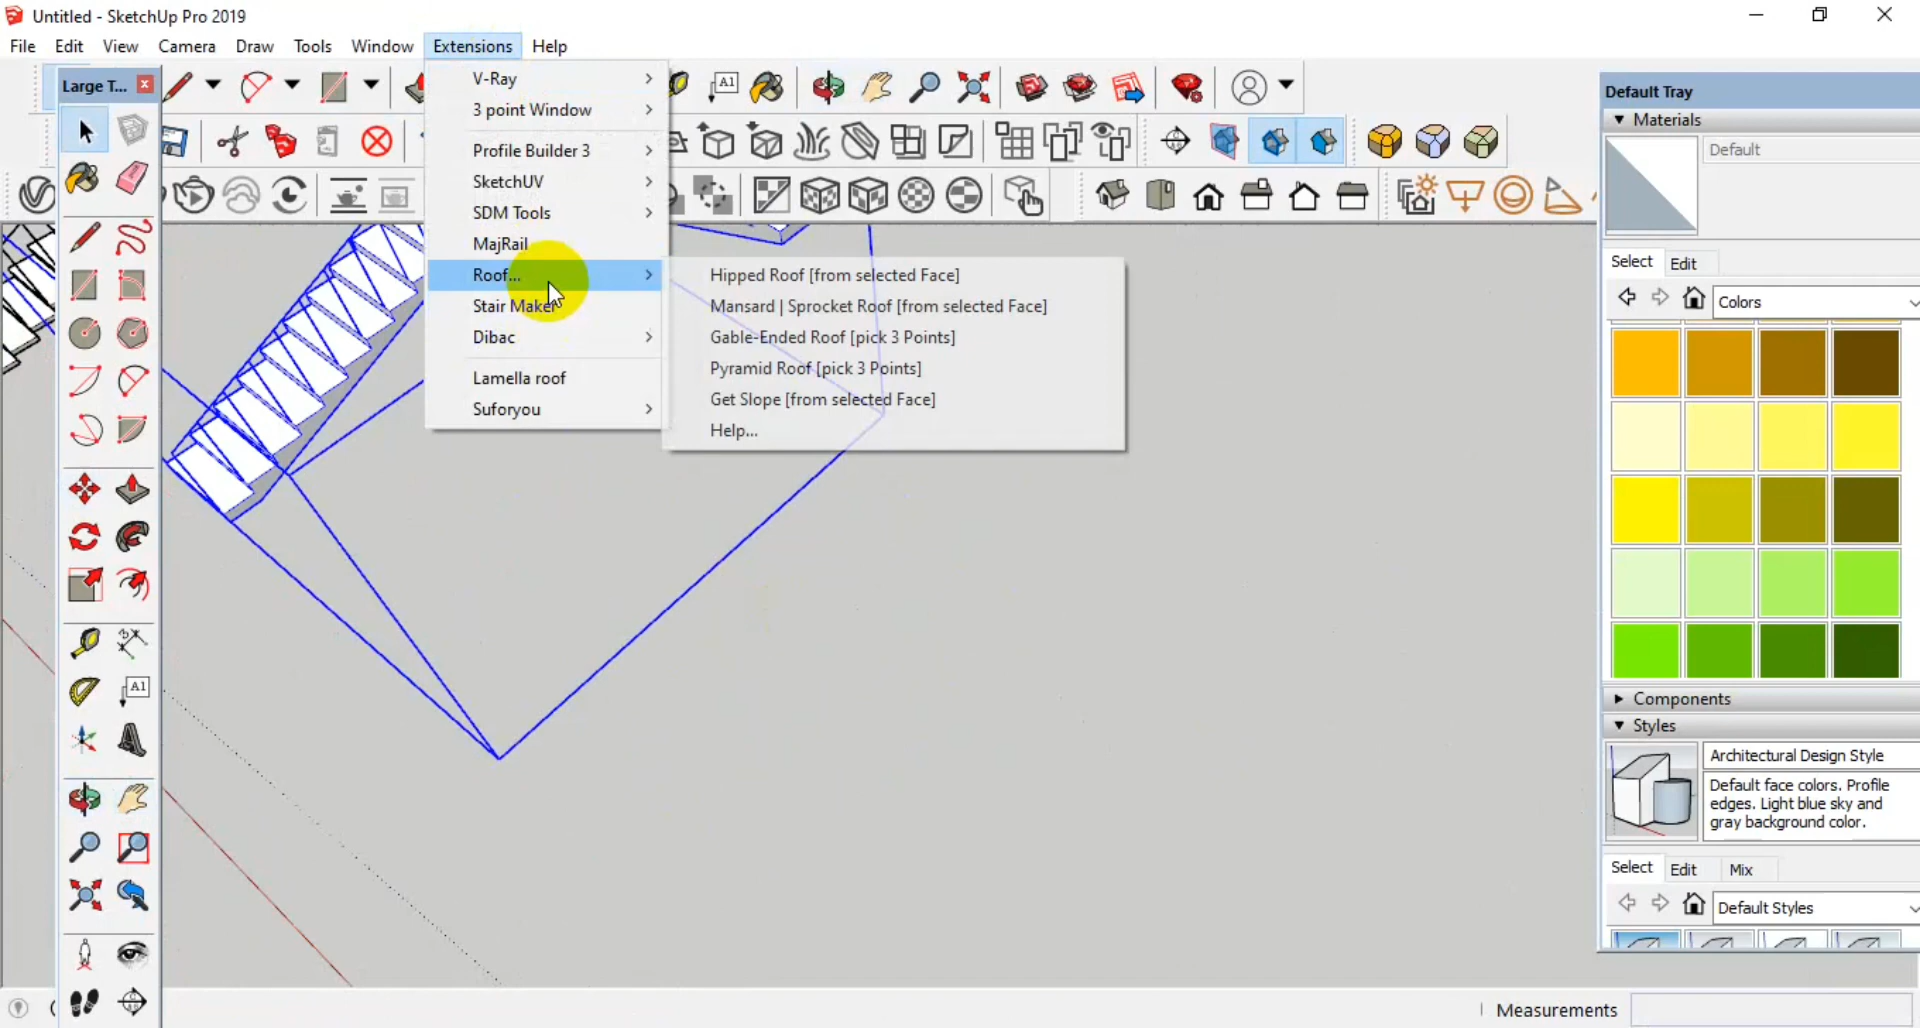 Untitled - SketchUp Pro 2019
File Edit View Camera Draw Tools Window Extensions Help
Large T...
V-Ray
3 point Window
Profile Builder 3
SketchUV
SDM Tools
MajRail
Roof...
Stair Maker
Dibac
Lamella roof
Suforyou
Hipped Roof [from selected Face]
Mansard | Sprocket Roof [from selected Face]
Gable-Ended Roof [pick 3 Points]
Pyramid Roof [pick 3 Points]
Get Slope [from selected Face]
Help...
A1
A1
Default Tray
Materials
Default
Select Edit
Colors
Components
Styles
Architectural Design Style
Default face colors. Profile
edges. Light blue sky and
gray background color.
Select Edit Mix
Default Styles
Measurements